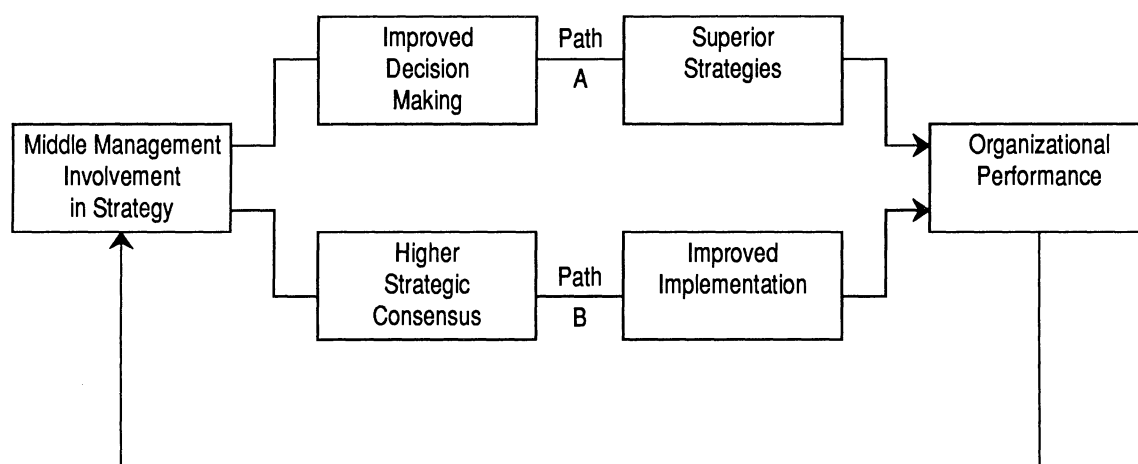 Middle Management
Involvement
in Strategy
Improved
Decision
Making
Path
A
Superior
Strategies
Higher
Strategic
Consensus
Path
B
Improved
Implementation
Organizational
Performance